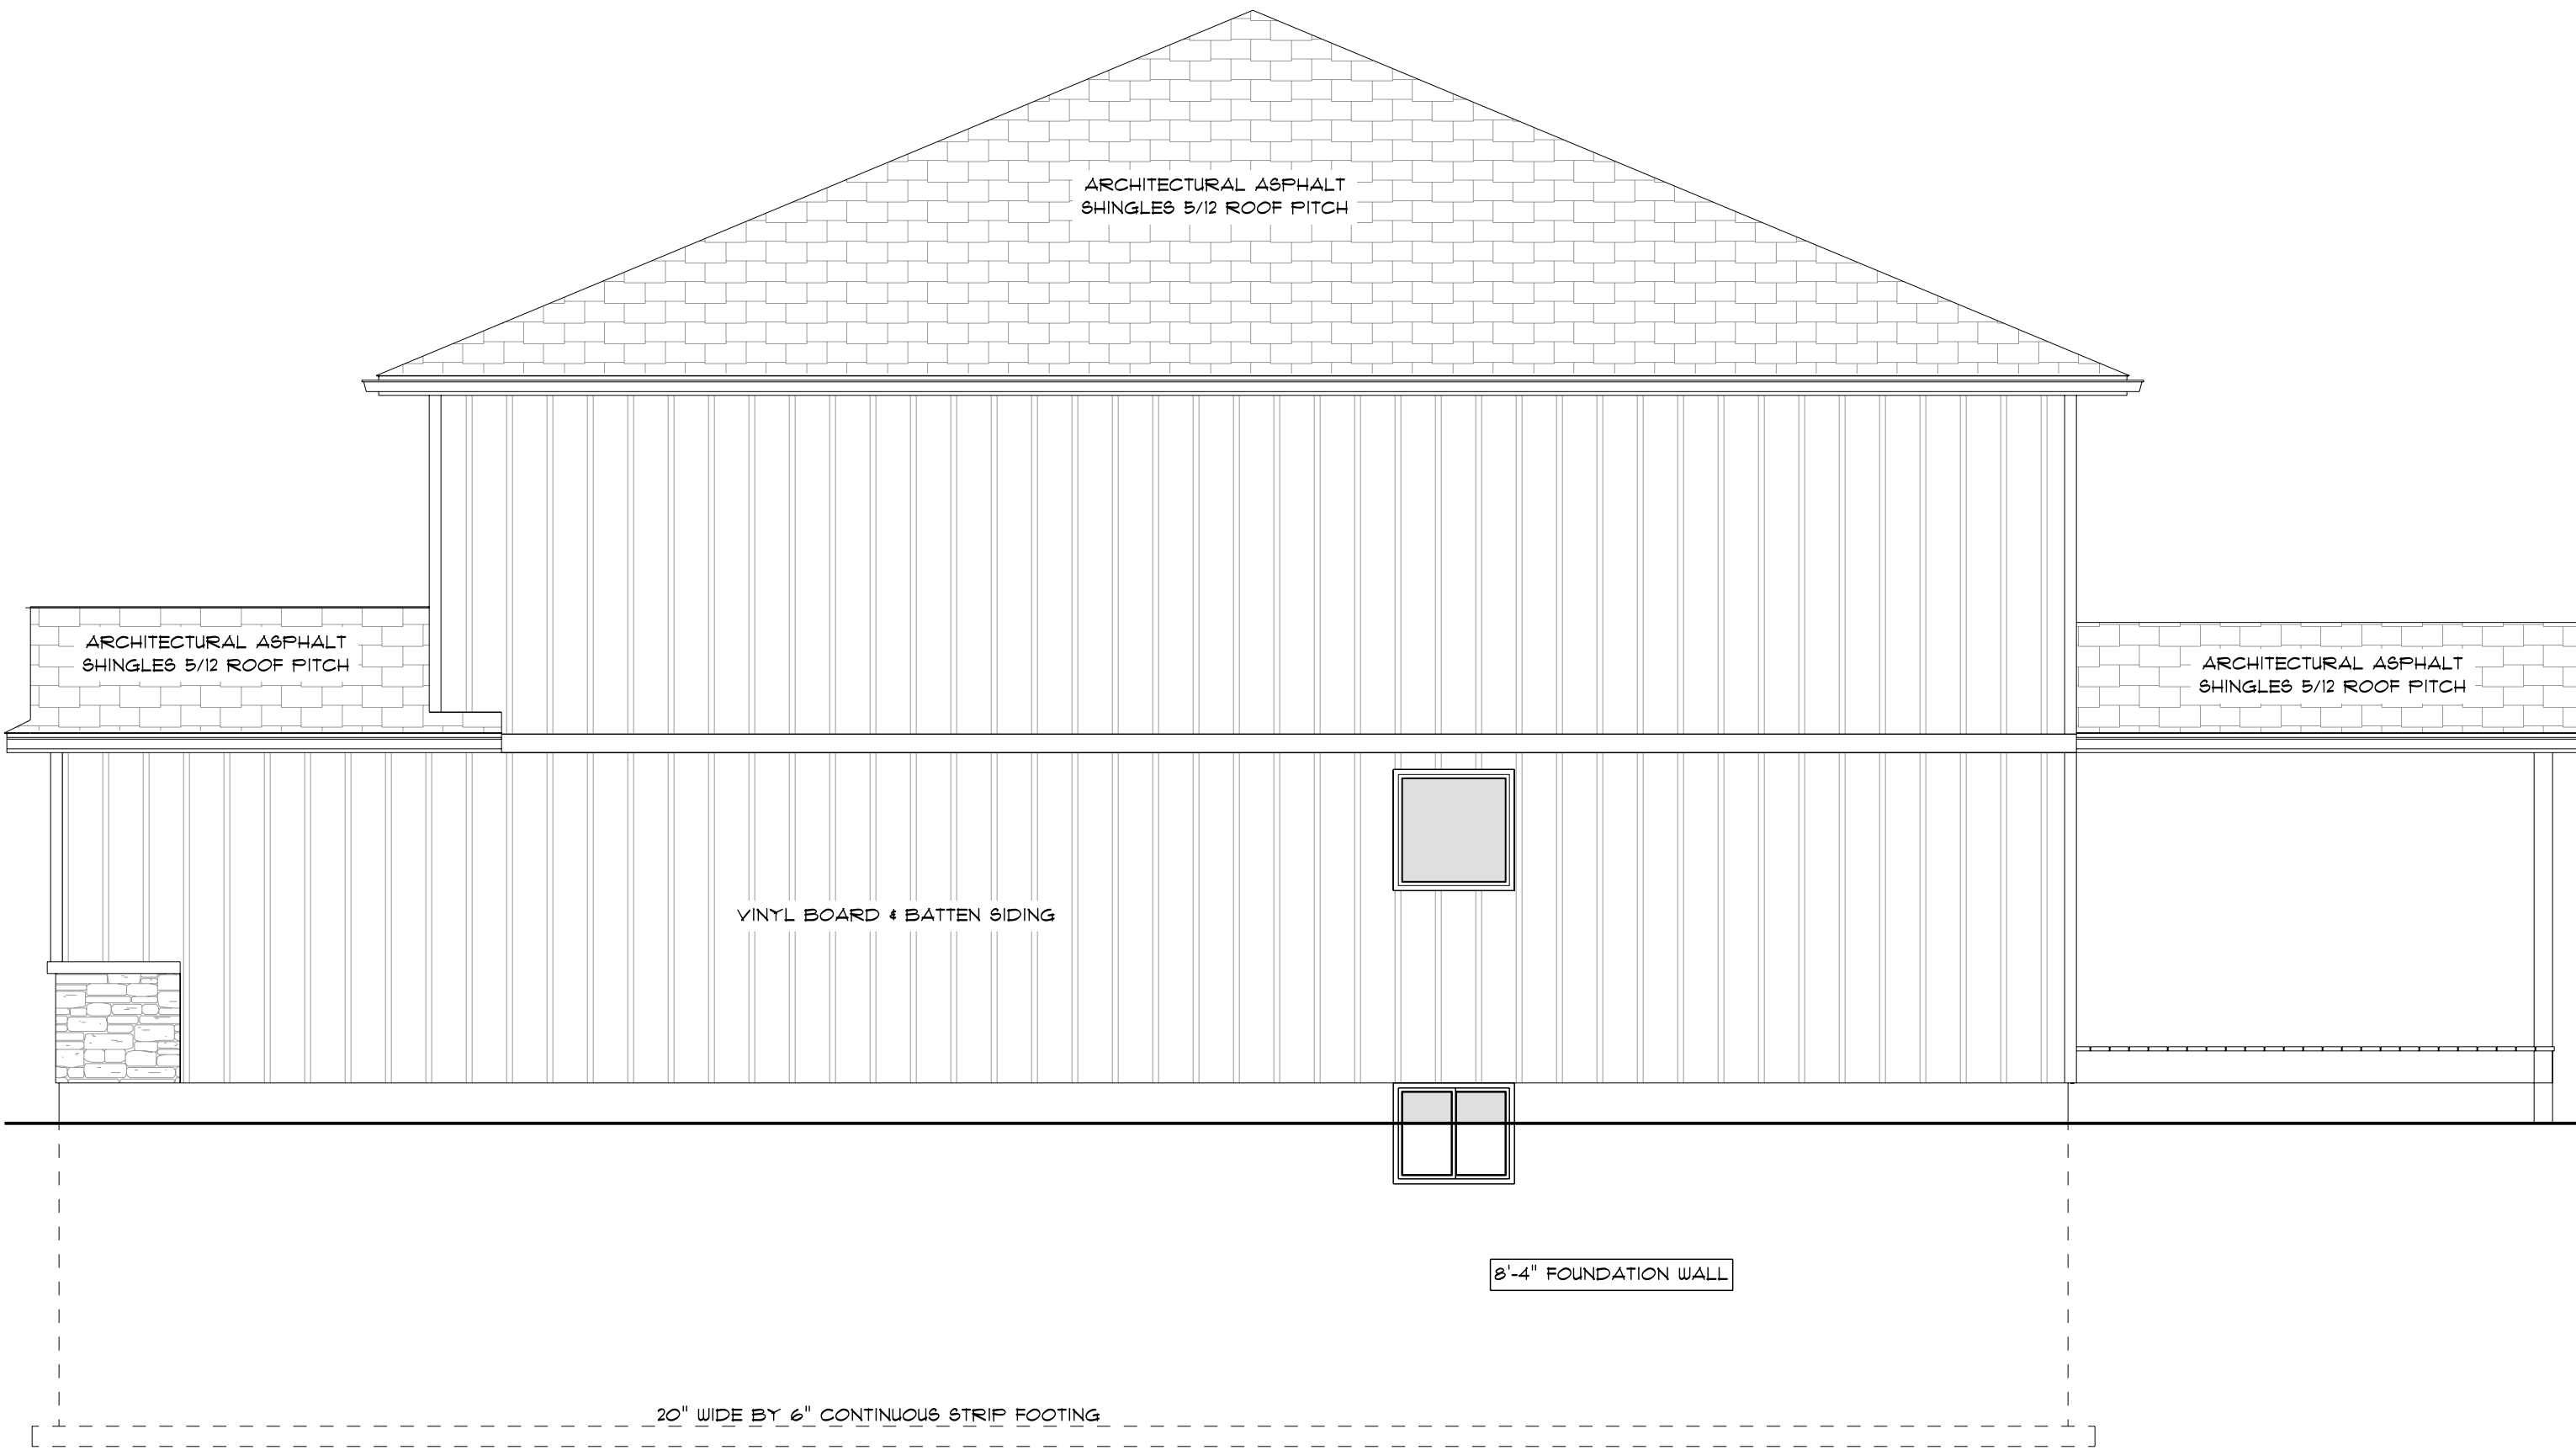 ARCHITECTURAL ASPHALT
SHINGLES 5/12 ROOF PITCH
ARCHITECTURAL ASPHALT
SHINGLES 5/12 ROOF PITCH
ARCHITECTURAL ASPHALT
SHINGLES 5/12 ROOF PITCH
VINYL BOARD & BATTEN SIDING
8'-4" FOUNDATION WALL
20" WIDE BY 6" CONTINUOUS STRIP FOOTING